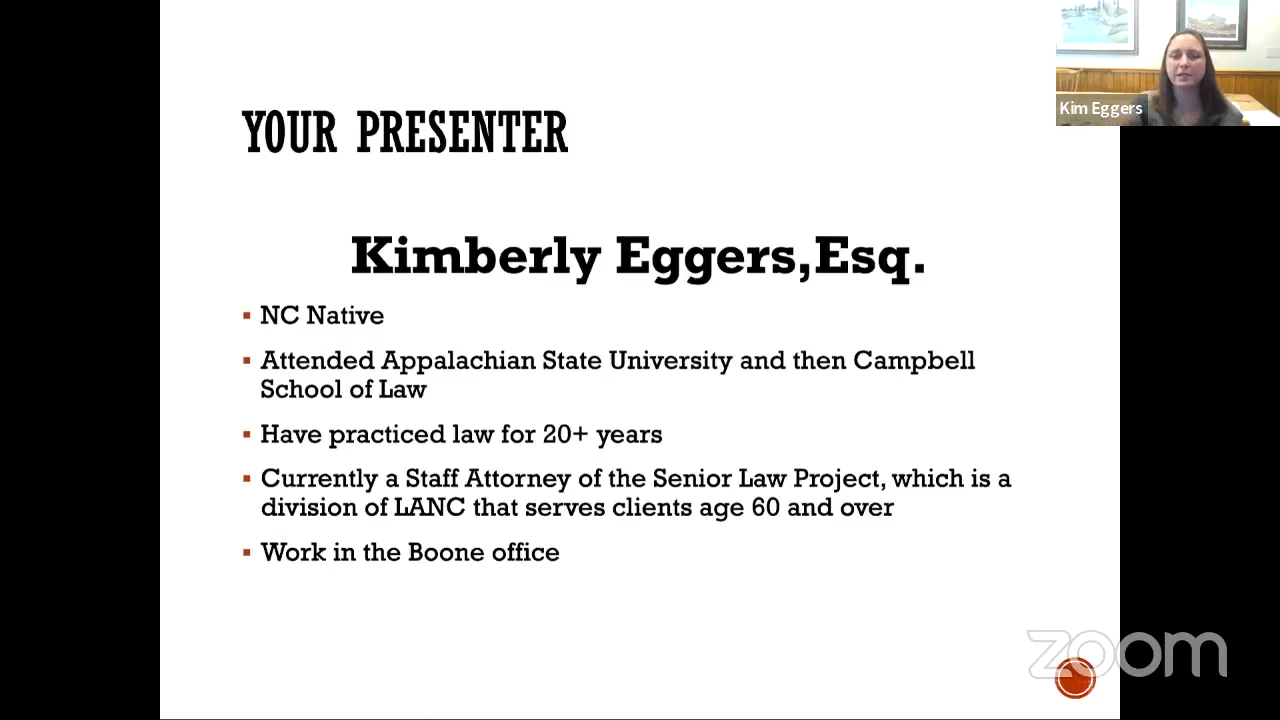 YOUR PRESENTER
Kim Eggers
Kimberly Eggers,Esq.
NC Native
Attended Appalachian State University and then Campbell
School of Law
Have practiced law for 20+ years
Currently a Staff Attorney of the Senior Law Project, which is a
division of LANC that serves clients age 60 and over
Work in the Boone office
zoom